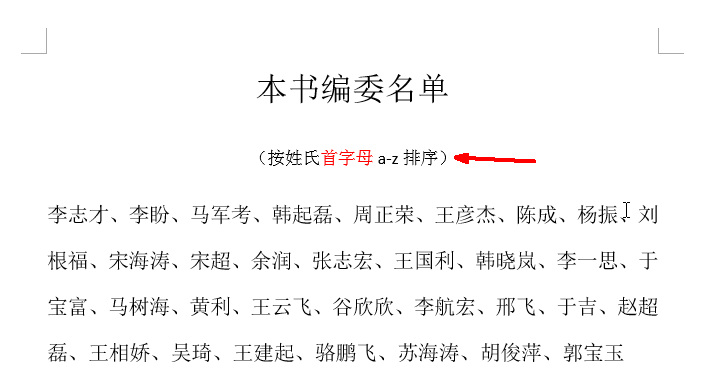 本书编委名单
（按姓氏首字母 a-z 排序）
李志才、李盼、马军考、韩起磊、周正荣、王彦杰、陈成、杨振、刘
根福、宋海涛、宋超、余润、张志宏、王国利、韩晓岚、李一思、于
宝富、马树海、黄利、王云飞、谷欣欣、李航宏、邢飞、于吉、赵超
磊、王相娇、吴琦、王建起、骆鹏飞、苏海涛、胡俊萍、郭宝玉